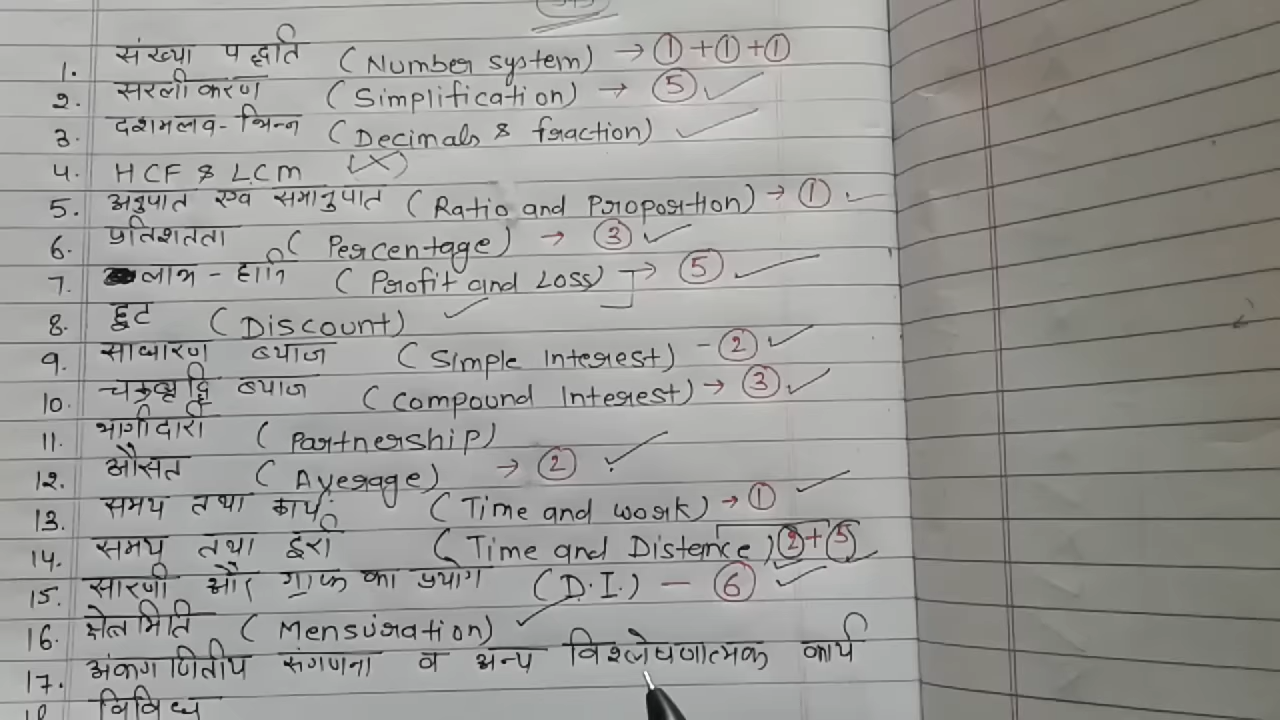 1. संख्या पद्धति (Number system) → ① + ① + ①
2. सरलीकरण (Simplification) → ⑤ ✓
3. दशमलव - भिन्न (Decimals & fraction) ✓
4. HCF & LCM (X)
5. अनुपात एवं समानुपात (Ratio and Proportion) → ① ✓
6. प्रतिशतता (Percentage) → ③ ✓
7. लाभ - हानि (Profit and Loss) → ⑤ ✓
8. छुट (Discount) ✓
9. साधारण ब्याज (Simple Interest) - ② ✓
10. चक्रवृद्धि ब्याज (Compound Interest) → ③ ✓
11. भागीदारी (Partnership)
12. औसत (Average) → ② ✓
13. समय तथा कार्य (Time and work) → ① ✓
14. समय तथा दूरी (Time and Distance) ② +
15. सारणी और ग्राफ का प्रयोग (D.I.) — ⑥ ✓
16. क्षेत्रमिति (Mensuration) ✓
17. अंकगणितीय संगणना व अन्य विश्लेषणात्मक कार्य
18. विविध